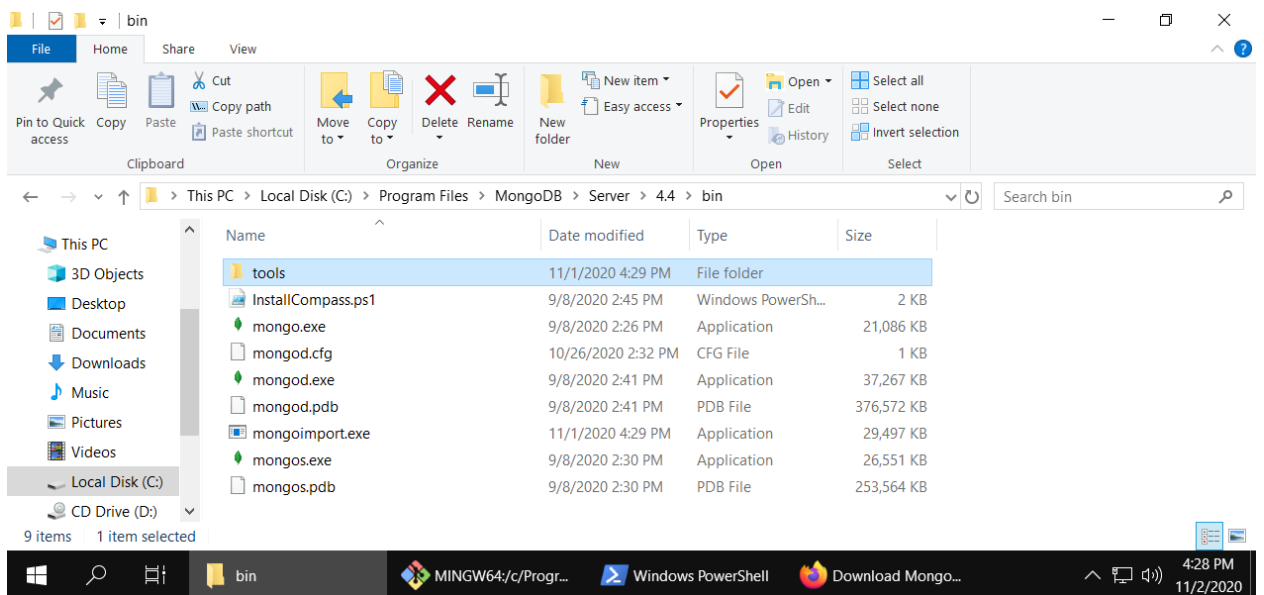 bin
File Home Share View
Pin to Quick access
Copy
Paste
Cut
Copy path
Paste shortcut
Clipboard
Move to
Copy to
Delete
Rename
Organize
New folder
New item
Easy access
New
Properties
Open
Edit
History
Open
Select all
Select none
Invert selection
Select
This PC > Local Disk (C:) > Program Files > MongoDB > Server > 4.4 > bin
Search bin
This PC
3D Objects
Desktop
Documents
Downloads
Music
Pictures
Videos
Local Disk (C:)
CD Drive (D:)
Name Date modified Type Size
tools 11/1/2020 4:29 PM File folder
InstallCompass.ps1 9/8/2020 2:45 PM Windows PowerSh... 2 KB
mongo.exe 9/8/2020 2:26 PM Application 21,086 KB
mongod.cfg 10/26/2020 2:32 PM CFG File 1 KB
mongod.exe 9/8/2020 2:41 PM Application 37,267 KB
mongod.pdb 9/8/2020 2:41 PM PDB File 376,572 KB
mongoimport.exe 11/1/2020 4:29 PM Application 29,497 KB
mongos.exe 9/8/2020 2:30 PM Application 26,551 KB
mongos.pdb 9/8/2020 2:30 PM PDB File 253,564 KB
9 items 1 item selected
bin
MINGW64:/c/Progr...
Windows PowerShell
Download Mongo...
4:28 PM
11/2/2020